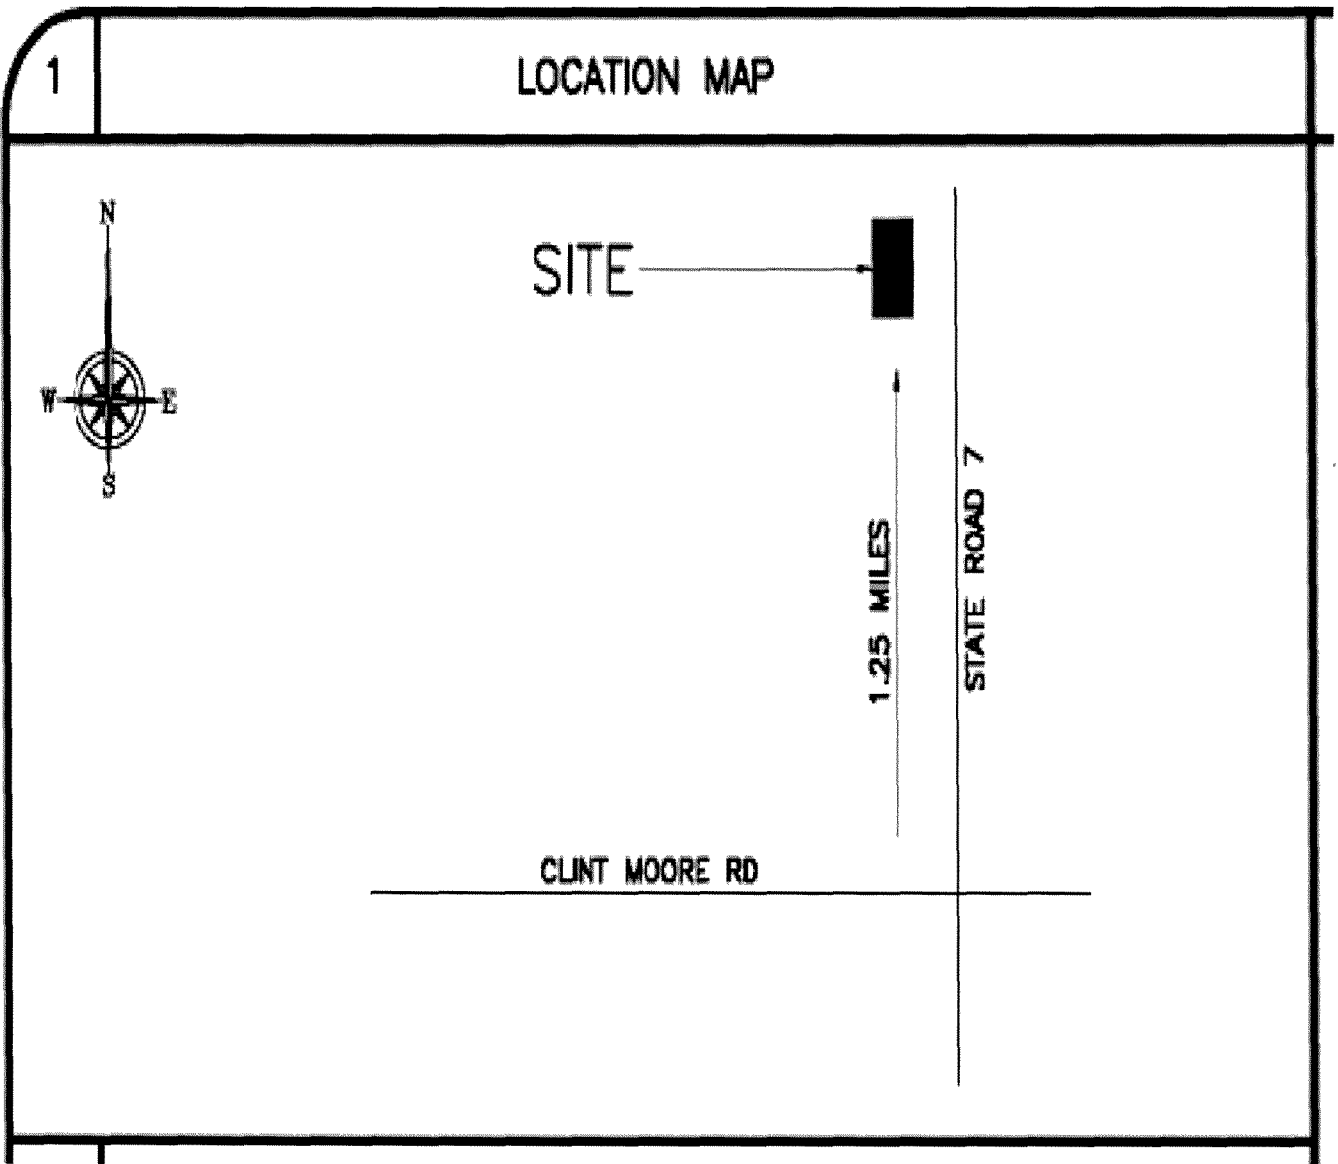 1
LOCATION MAP
N
SITE
W
E
S
STATE ROAD 7
1.25 MILES
CLINT MOORE RD